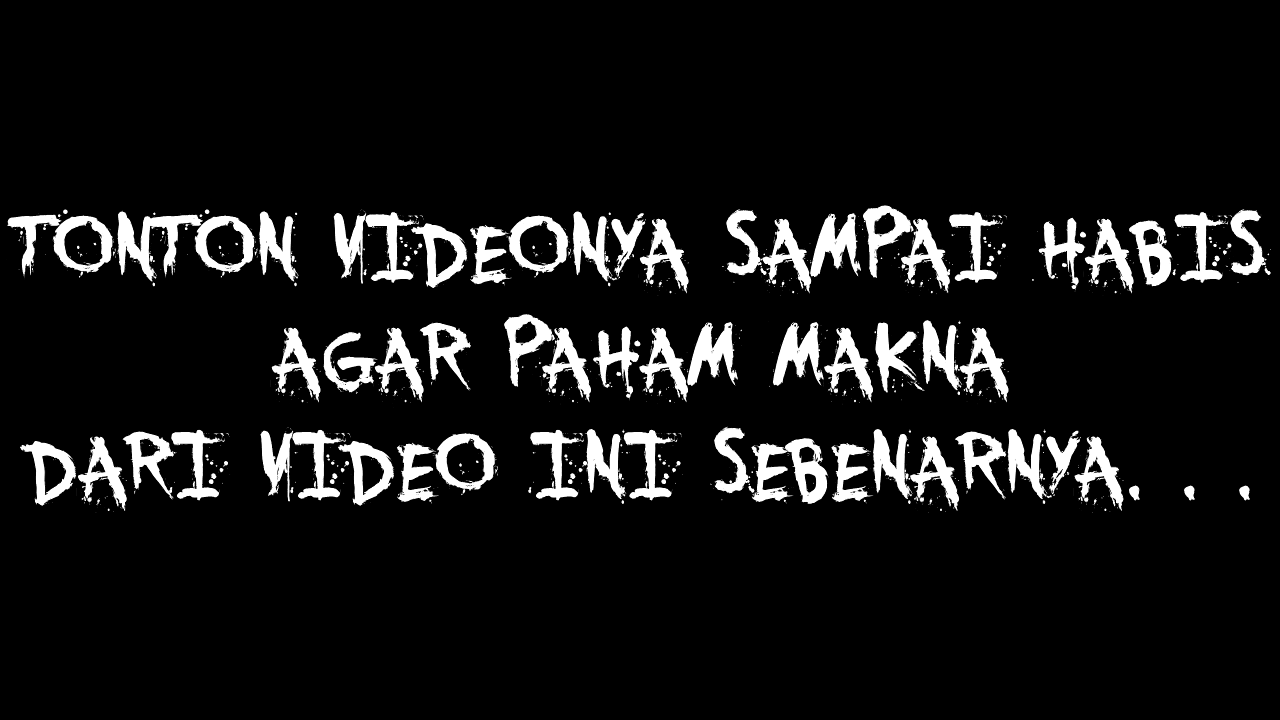 TONTON VIDEONYA SAMPAI HABIS
AGAR PAHAM MAKNA
DARI VIDEO INI SEBENARNYA. . .